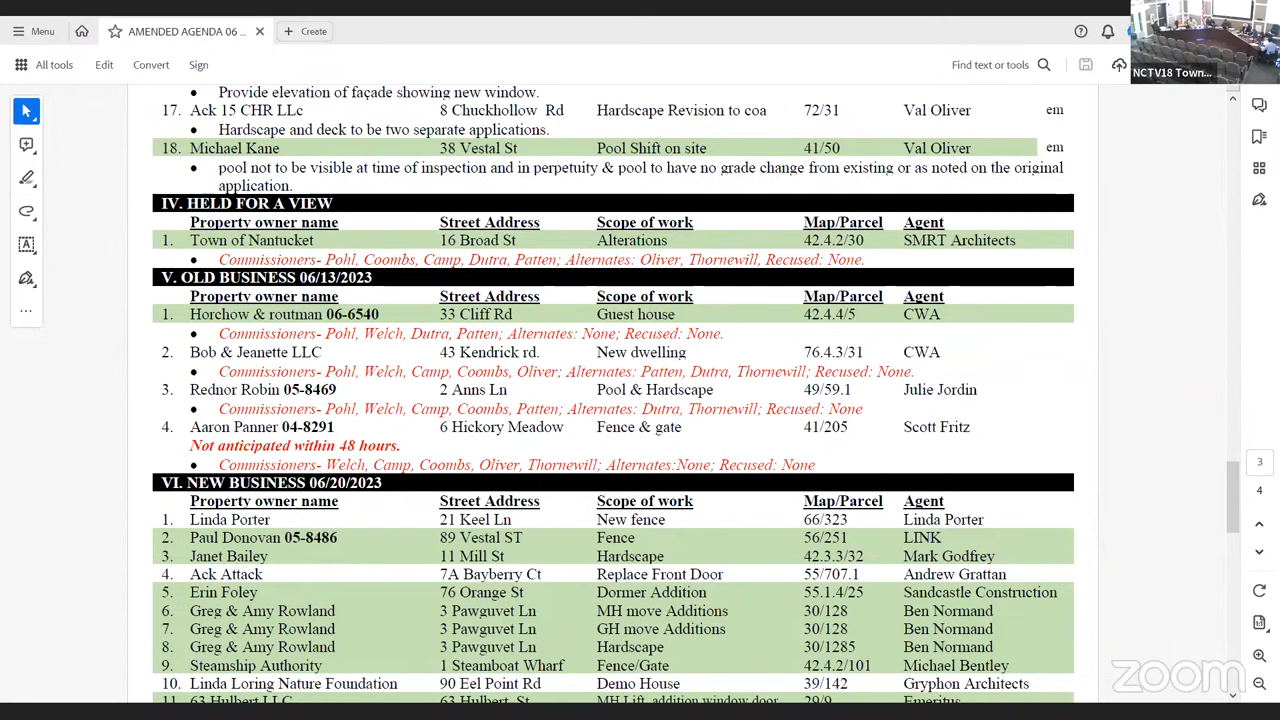 Menu
AMENDED AGENDA 06 ...
Create
All tools Edit Convert Sign
Find text or tools
NCTV18 Town...
• Provide elevation of façade showing new window.
17. Ack 15 CHR LLc 8 Chuckhollow Rd Hardscape Revision to coa 72/31 Val Oliver em
• Hardscape and deck to be two separate applications.
18. Michael Kane 38 Vestal St Pool Shift on site 41/50 Val Oliver em
• pool not to be visible at time of inspection and in perpetuity & pool to have no grade change from existing or as noted on the original
application.
IV. HELD FOR A VIEW
Property owner name Street Address Scope of work Map/Parcel Agent
1. Town of Nantucket 16 Broad St Alterations 42.4.2/30 SMRT Architects
• Commissioners- Pohl, Coombs, Camp, Dutra, Patten; Alternates: Oliver, Thornewill, Recused: None.
V. OLD BUSINESS 06/13/2023
Property owner name Street Address Scope of work Map/Parcel Agent
1. Horchow & routman 06-6540 33 Cliff Rd Guest house 42.4.4/5 CWA
• Commissioners- Pohl, Welch, Dutra, Patten; Alternates: None; Recused: None.
2. Bob & Jeanette LLC 43 Kendrick rd. New dwelling 76.4.3/31 CWA
• Commissioners- Pohl, Welch, Camp, Coombs, Oliver; Alternates: Patten, Dutra, Thornewill; Recused: None.
3. Rednor Robin 05-8469 2 Anns Ln Pool & Hardscape 49/59.1 Julie Jordin
• Commissioners- Pohl, Welch, Camp, Coombs, Patten; Alternates: Dutra, Thornewill; Recused: None
4. Aaron Panner 04-8291 6 Hickory Meadow Fence & gate 41/205 Scott Fritz
Not anticipated within 48 hours.
• Commissioners- Welch, Camp, Coombs, Oliver, Thornewill; Alternates:None; Recused: None
VI. NEW BUSINESS 06/20/2023
Property owner name Street Address Scope of work Map/Parcel Agent
1. Linda Porter 21 Keel Ln New fence 66/323 Linda Porter
2. Paul Donovan 05-8486 89 Vestal ST Fence 56/251 LINK
3. Janet Bailey 11 Mill St Hardscape 42.3.3/32 Mark Godfrey
4. Ack Attack 7A Bayberry Ct Replace Front Door 55/707.1 Andrew Grattan
5. Erin Foley 76 Orange St Dormer Addition 55.1.4/25 Sandcastle Construction
6. Greg & Amy Rowland 3 Pawguvet Ln MH move Additions 30/128 Ben Normand
7. Greg & Amy Rowland 3 Pawguvet Ln GH move Additions 30/128 Ben Normand
8. Greg & Amy Rowland 3 Pawguvet Ln Hardscape 30/1285 Ben Normand
9. Steamship Authority 1 Steamboat Wharf Fence/Gate 42.4.2/101 Michael Bentley
10. Linda Loring Nature Foundation 90 Eel Point Rd Demo House 39/142 Gryphon Architects
11. 63 Hulbert LLC 63 Hulbert St MH Lift, addition window door 29/9 Emeritus
3
4
zoom